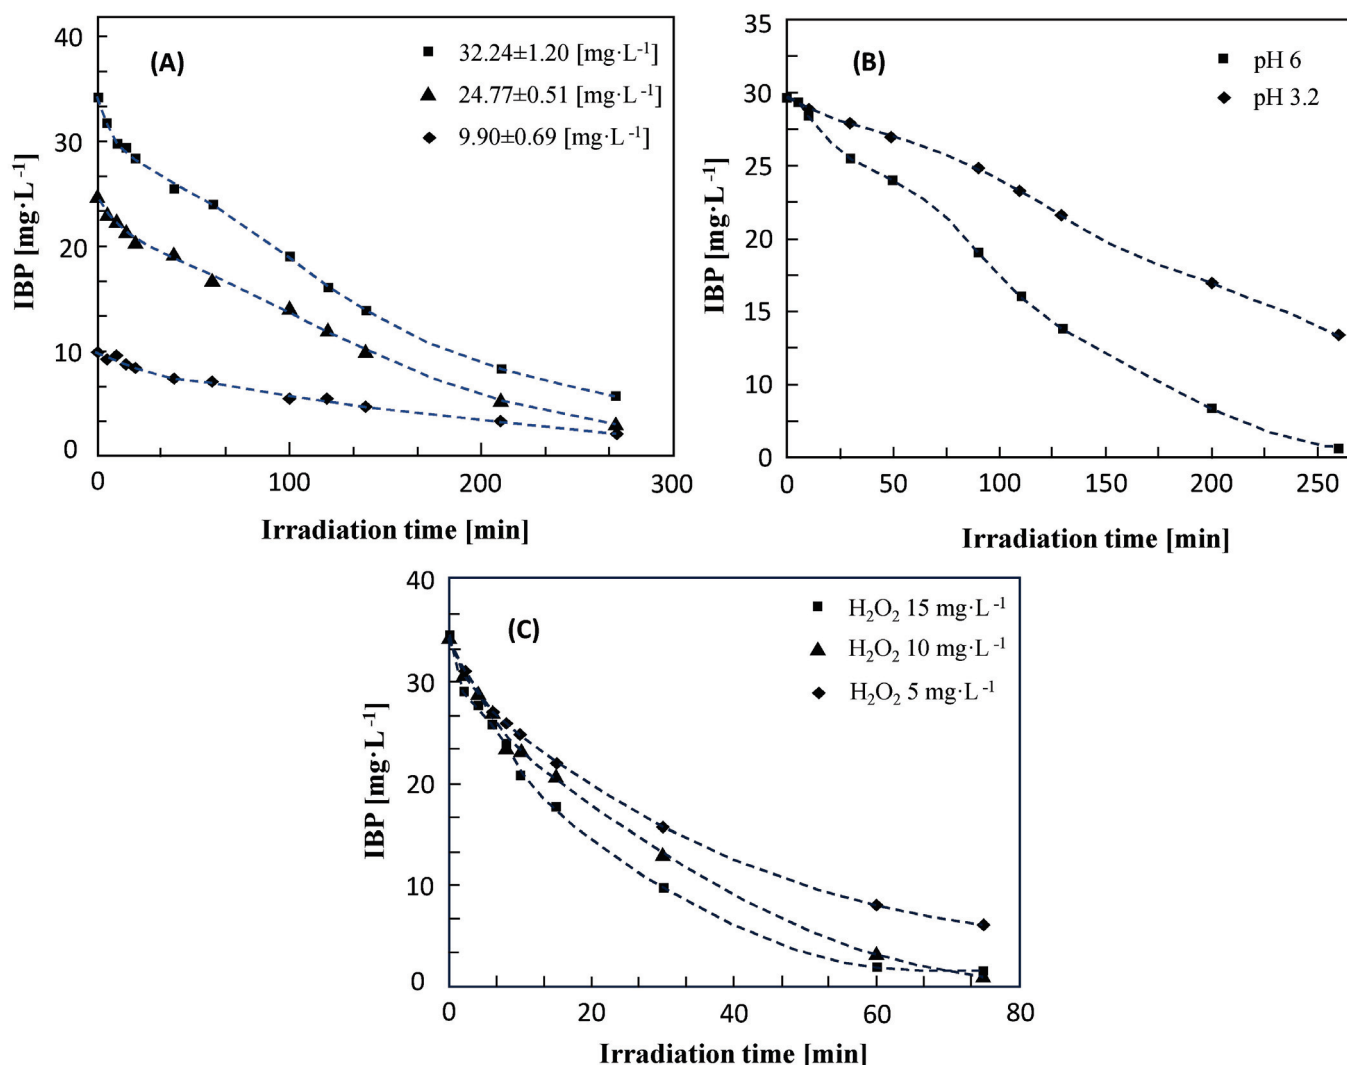 (A)
32.24±1.20 [mg·L⁻¹]
24.77±0.51 [mg·L⁻¹]
9.90±0.69 [mg·L⁻¹]
IBP [mg·L⁻¹]
40
30
20
10
0
0 100 200 300
Irradiation time [min]
(B)
pH 6
pH 3.2
IBP [mg·L⁻¹]
35
30
25
20
15
10
5
0
0 50 100 150 200 250
Irradiation time [min]
(C)
H₂O₂ 15 mg·L⁻¹
H₂O₂ 10 mg·L⁻¹
H₂O₂ 5 mg·L⁻¹
IBP [mg·L⁻¹]
40
30
20
10
0
0 20 40 60 80
Irradiation time [min]